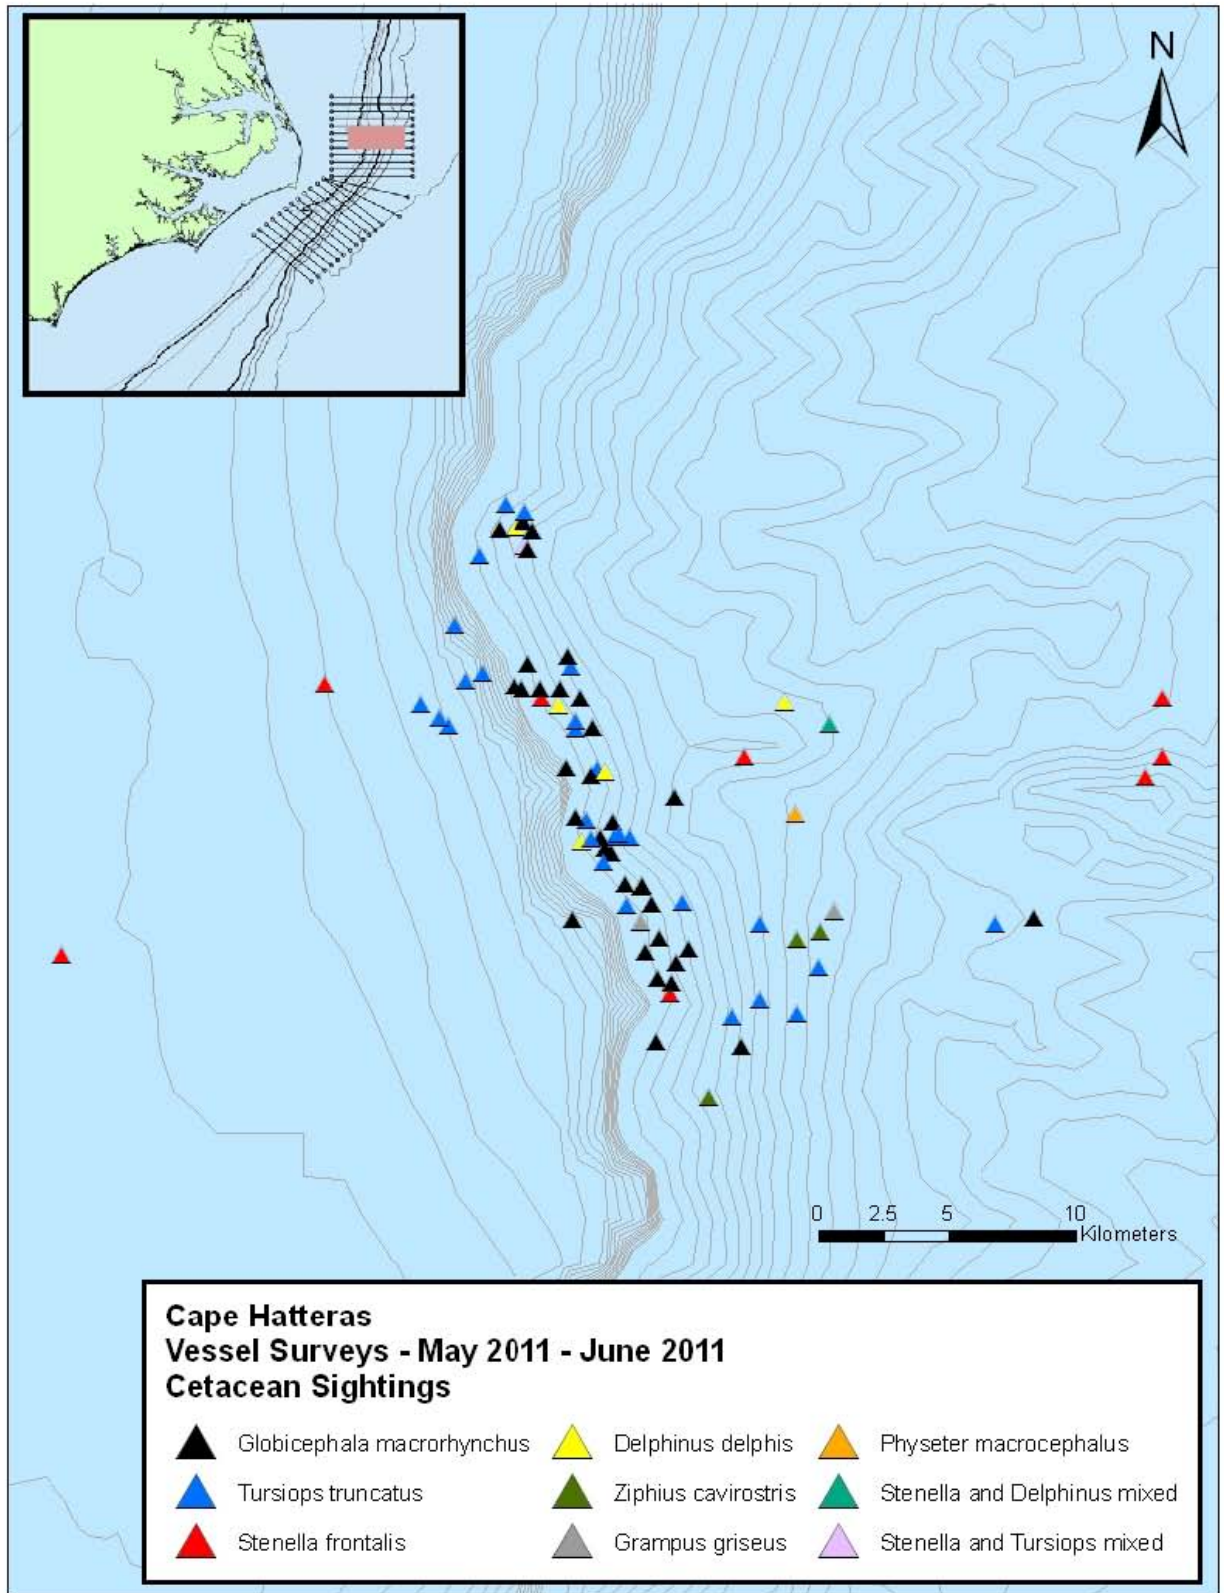 N
0 2.5 5 10
Kilometers
Cape Hatteras
Vessel Surveys - May 2011 - June 2011
Cetacean Sightings
Globicephala macrorhynchus
Delphinus delphis
Physeter macrocephalus
Tursiops truncatus
Ziphius cavirostris
Stenella and Delphinus mixed
Stenella frontalis
Grampus griseus
Stenella and Tursiops mixed